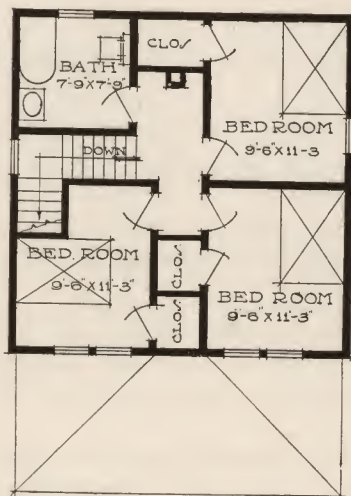 CLOS
BATH
7'-9"X7'-9"
BED ROOM
9'-6"X11'-3
DOWN
BED ROOM
9'-6"X11'-3"
CLOS
CLOS
BED ROOM
9'-6"X11'-3"